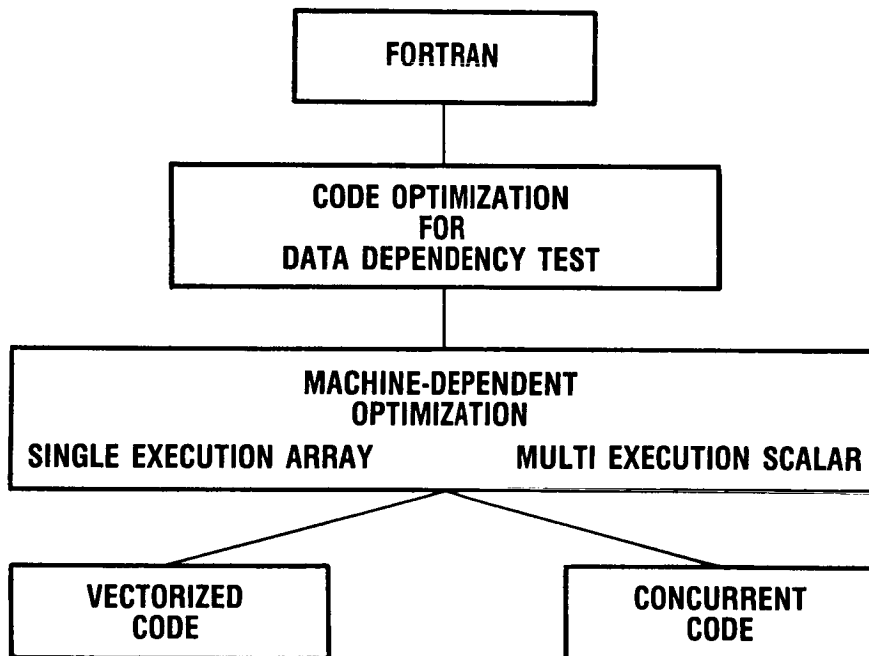 FORTRAN
CODE OPTIMIZATION
FOR
DATA DEPENDENCY TEST
MACHINE-DEPENDENT
OPTIMIZATION
SINGLE EXECUTION ARRAY MULTI EXECUTION SCALAR
VECTORIZED
CODE
CONCURRENT
CODE